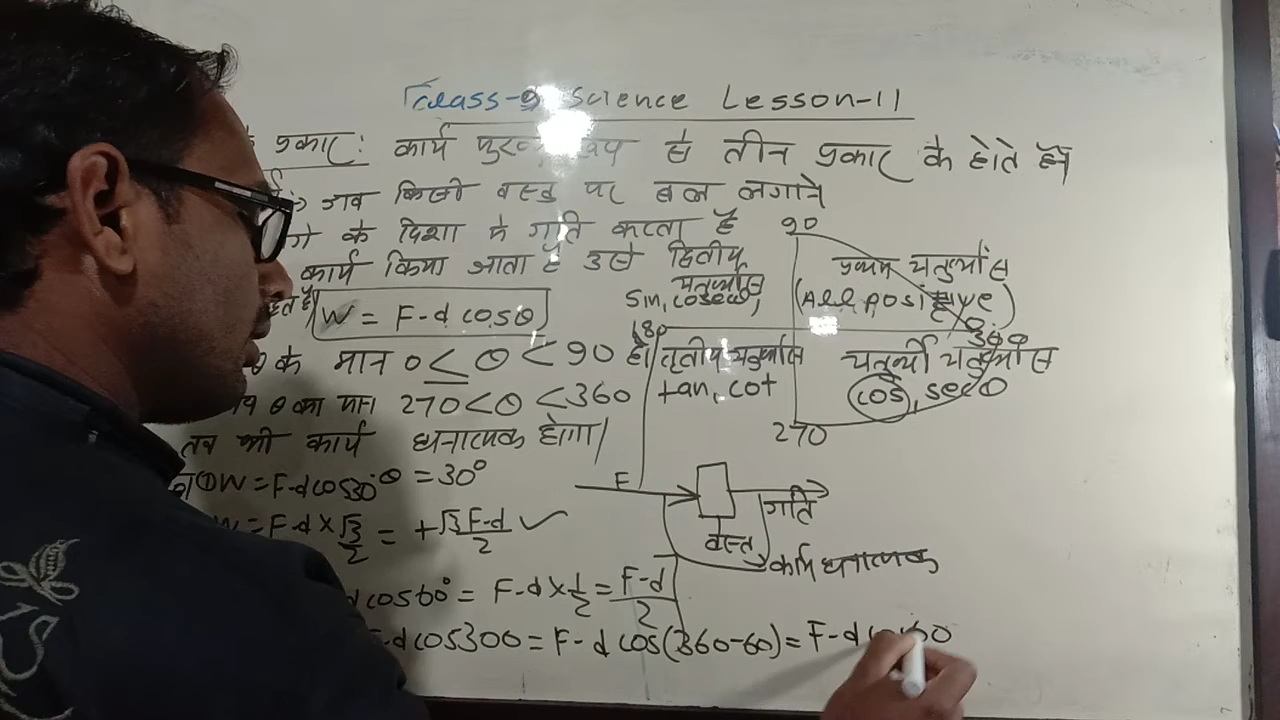 Class-9 Science Lesson-11
प्रकार: कार्य मुख्य रूप से तीन प्रकार के होते हैं
जब किसी वस्तु पर बल लगाने
के दिशा मे गति करता है
कार्य किया जाता है उसे
W = F-d cosθ
θ के मान 0 ≤ θ < 90 हो
θ का मान 270<θ<360
तब भी कार्य धनात्मक होगा।
① W = F-d cos30° θ = 30°
W = F-d × √3/2 = +√3 F-d/2 ✓
d cos60° = F-d × 1/2 = F-d/2
F-d cos300 = F-d cos(360-60) = F-d cos60
90
द्वितीय चतुर्थांस
sin, cosec
प्रथम चतुर्थांस
(All Positive)
180
0
360
तृतीय चतुर्थांस
tan, cot
चतुर्थ चतुर्थांस
cos, sec θ
270
F
गति
वस्तु
कार्य धनात्मक